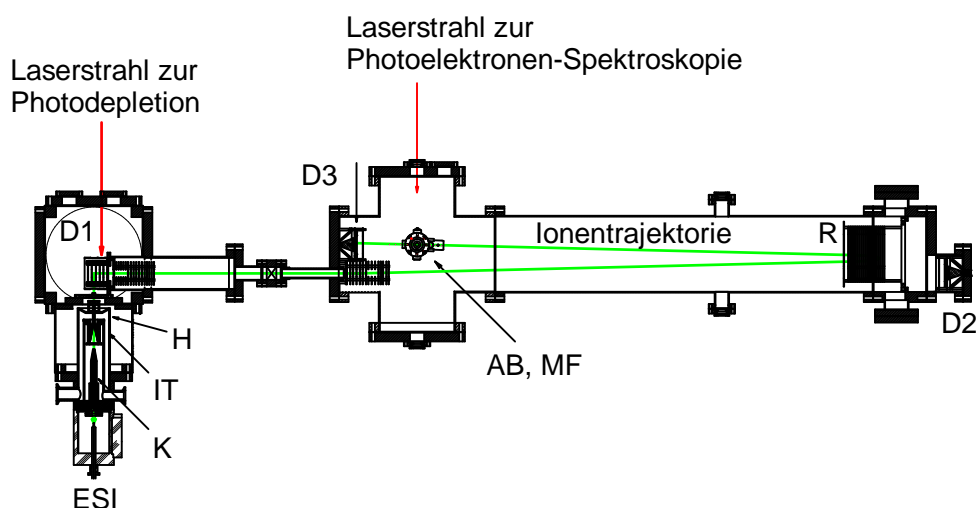 Laserstrahl zur
Photoelektronen-Spektroskopie
Laserstrahl zur
Photodepletion
D3
D1
Ionentrajektorie
R
D2
H
AB, MF
IT
K
ESI